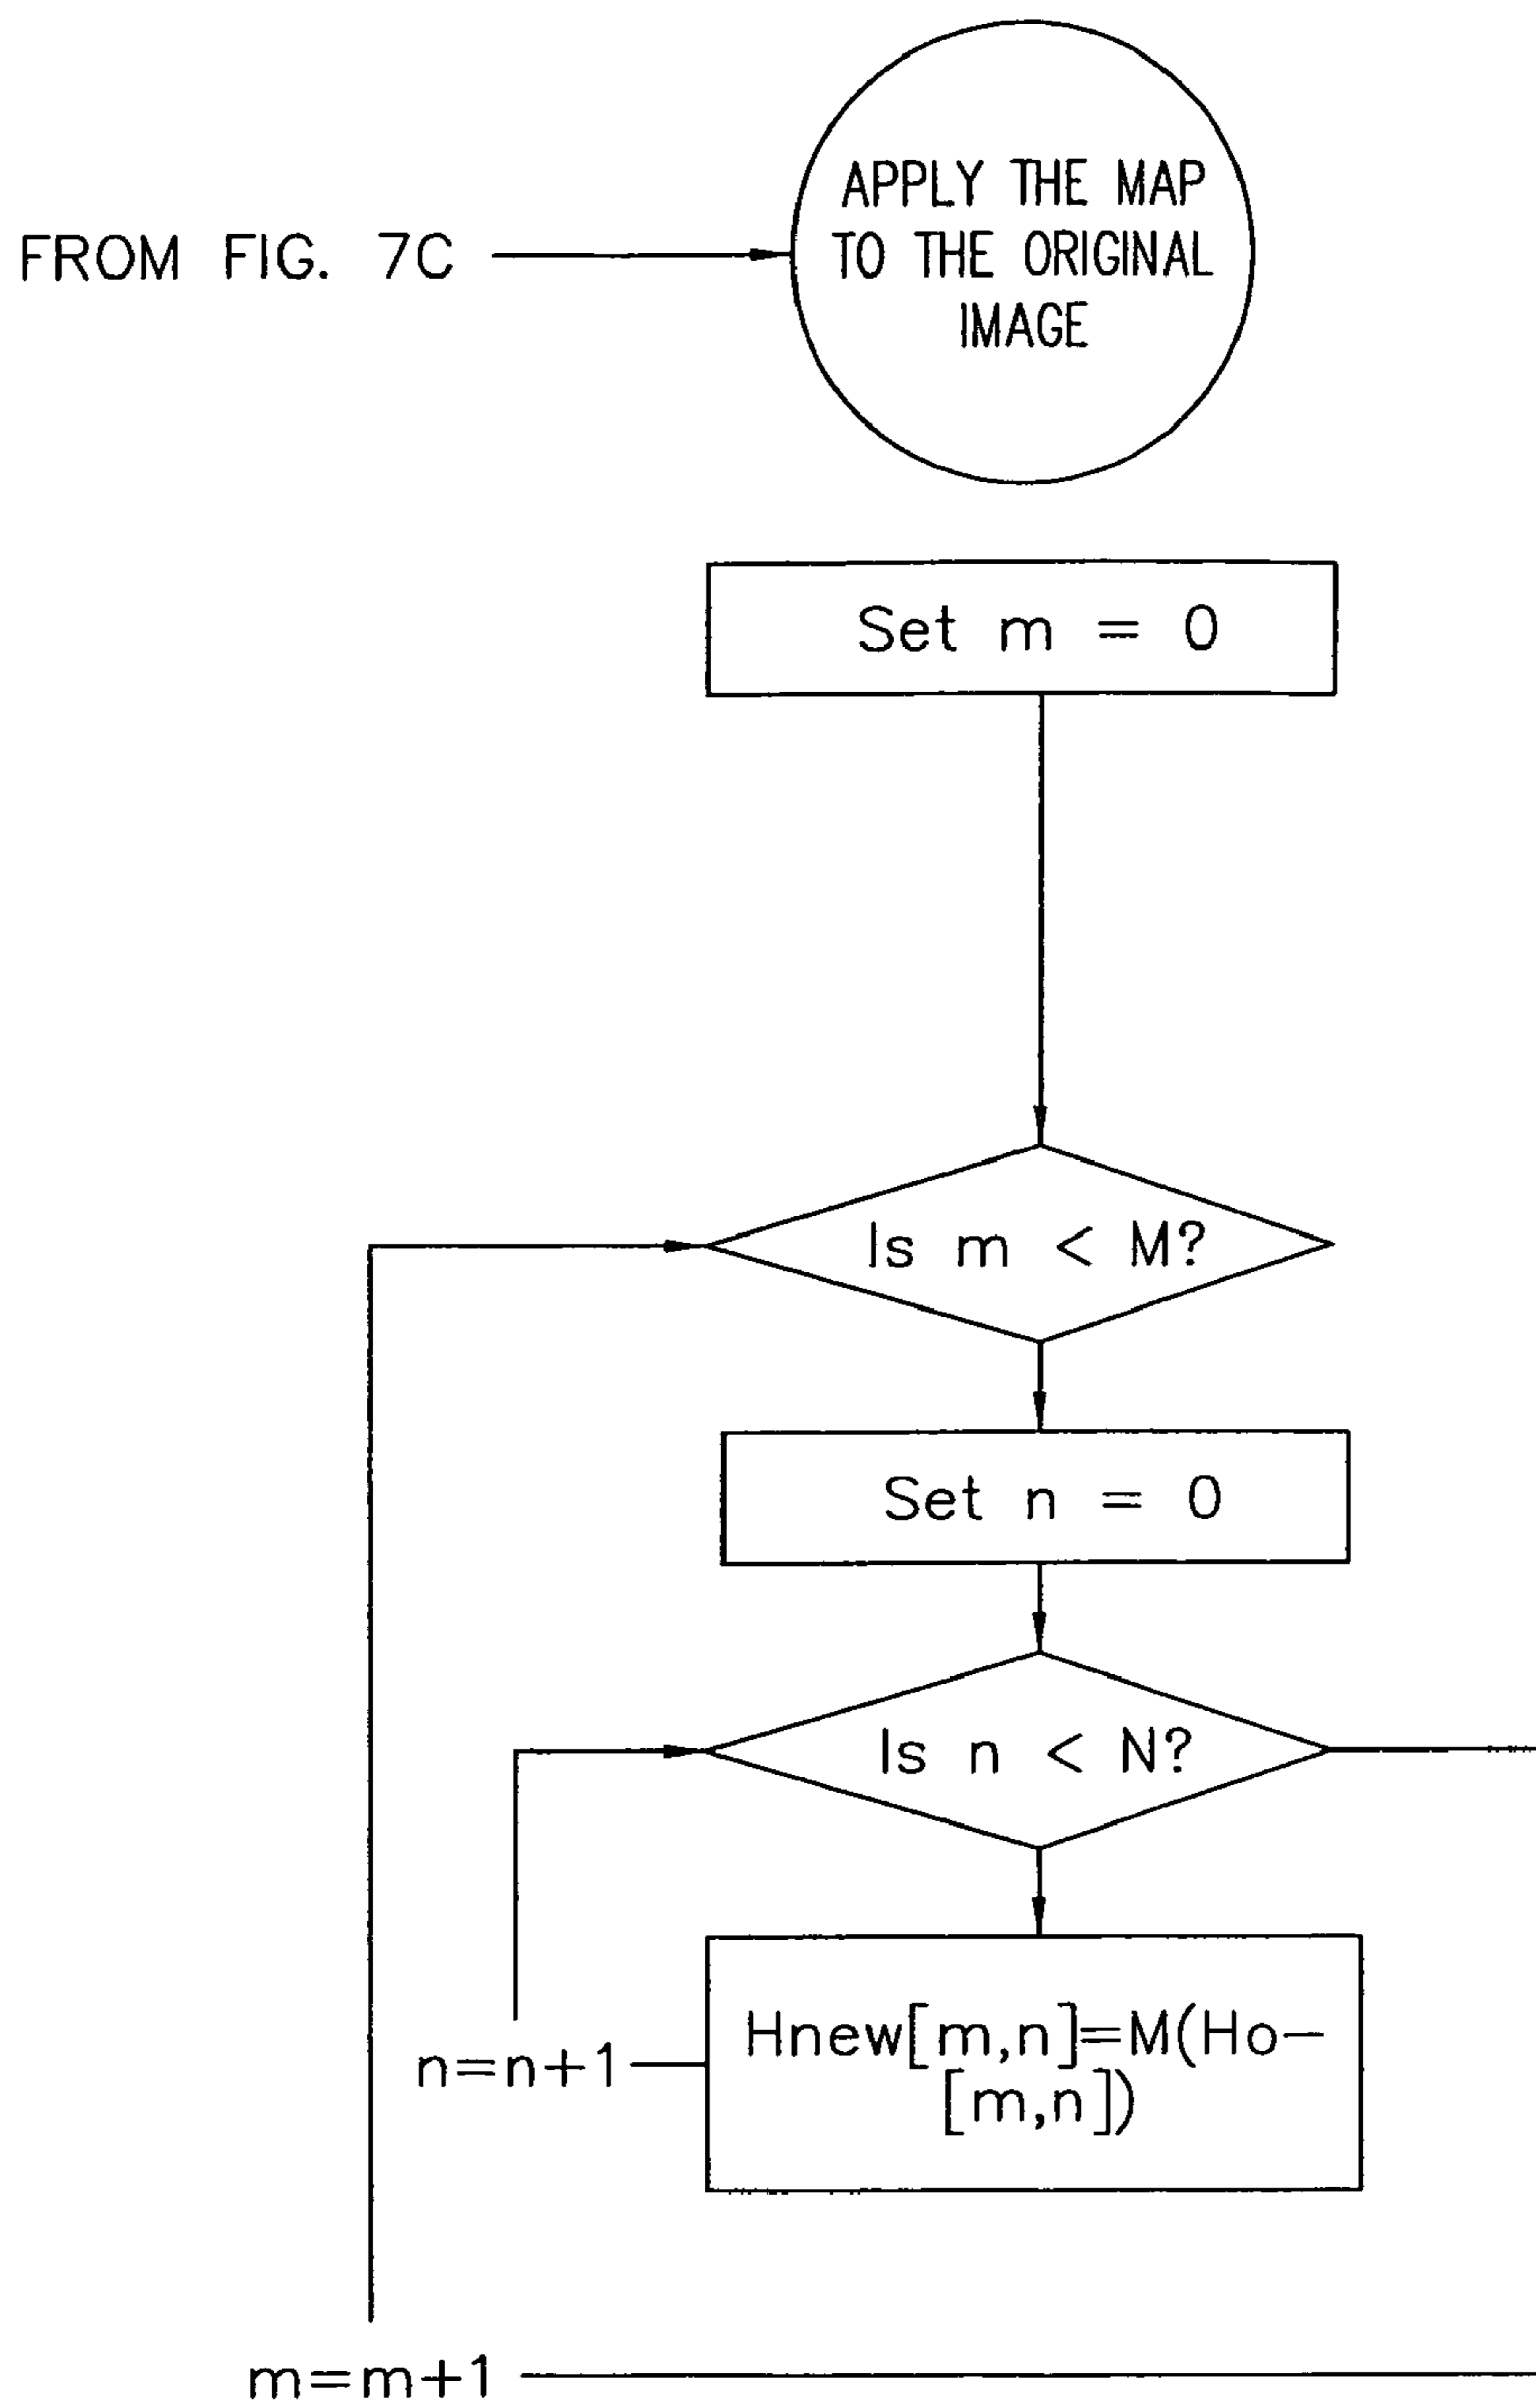 FROM FIG. 7C
APPLY THE MAP
TO THE ORIGINAL
IMAGE
Set m = 0
Is m < M?
Set n = 0
Is n < N?
Hnew[m,n]=M(Ho-
[m,n])
n=n+1
m=m+1